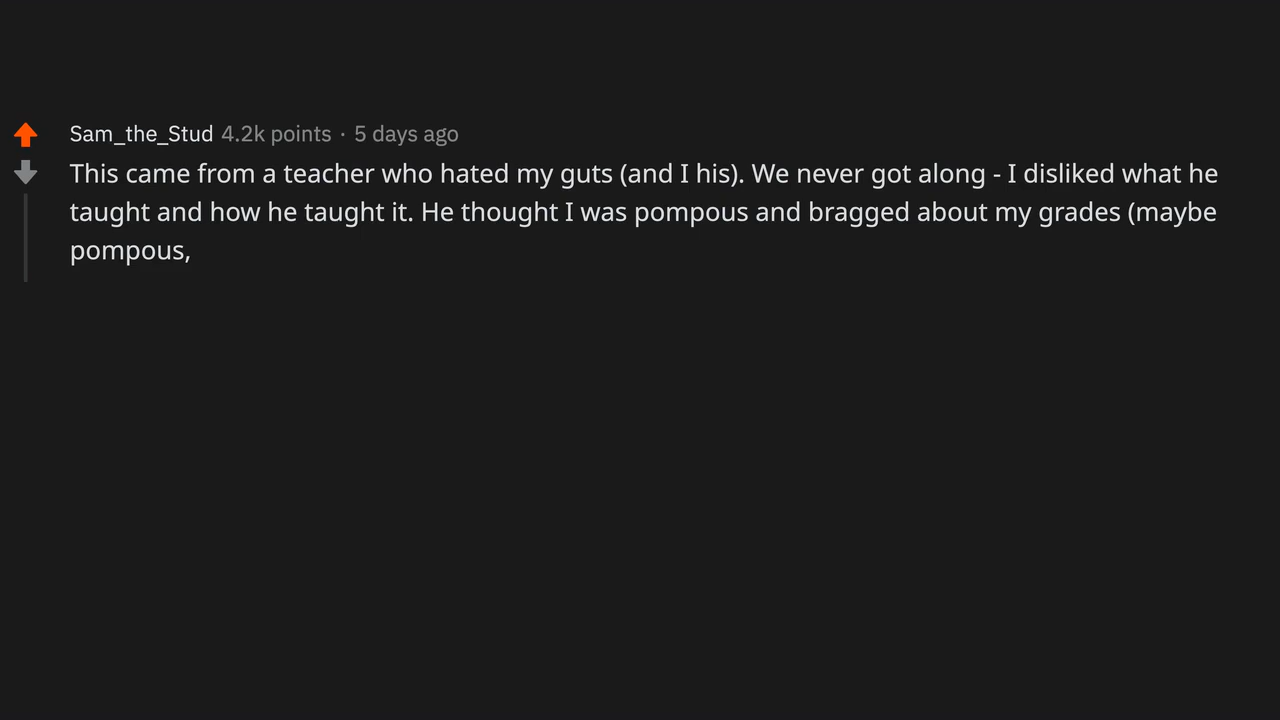 Sam_the_Stud 4.2k points · 5 days ago
This came from a teacher who hated my guts (and I his). We never got along - I disliked what he
taught and how he taught it. He thought I was pompous and bragged about my grades (maybe
pompous,